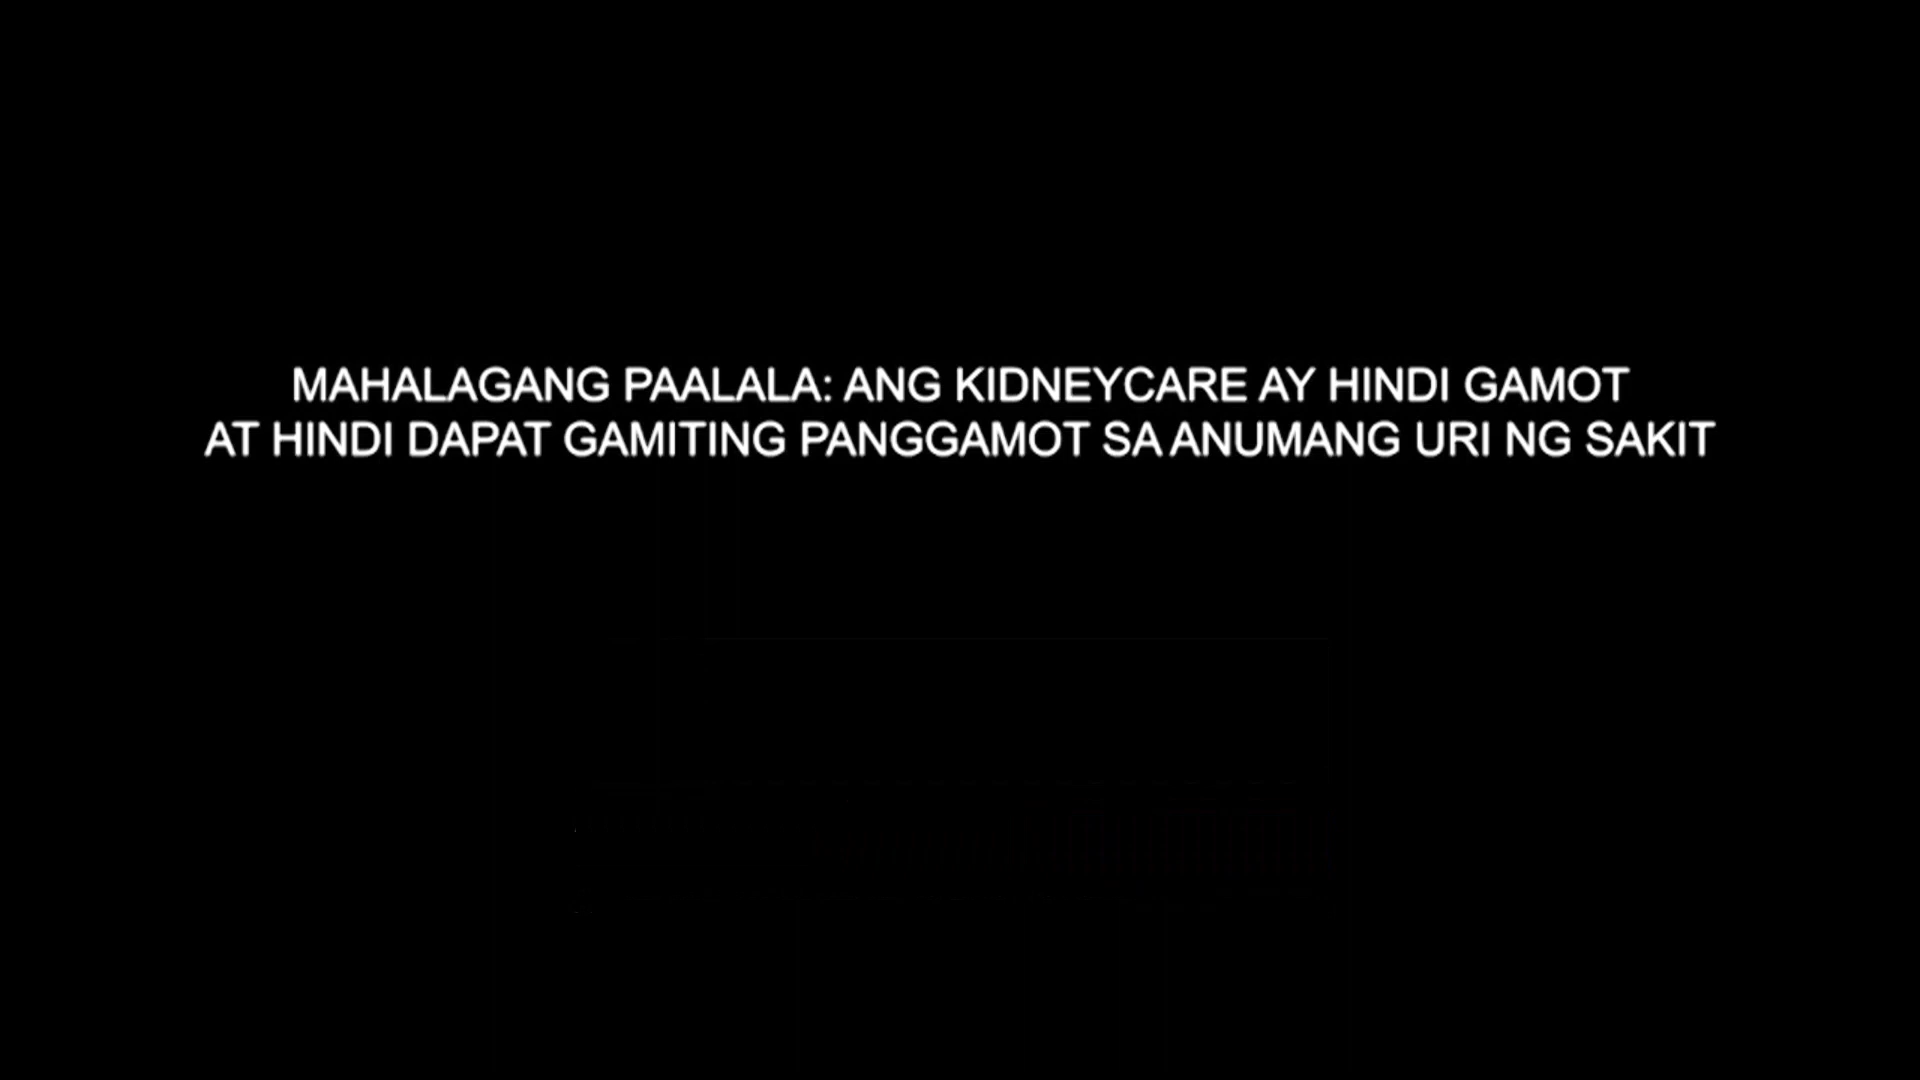 MAHALAGANG PAALALA: ANG KIDNEYCARE AY HINDI GAMOT
AT HINDI DAPAT GAMITING PANGGAMOT SA ANUMANG URI NG SAKIT